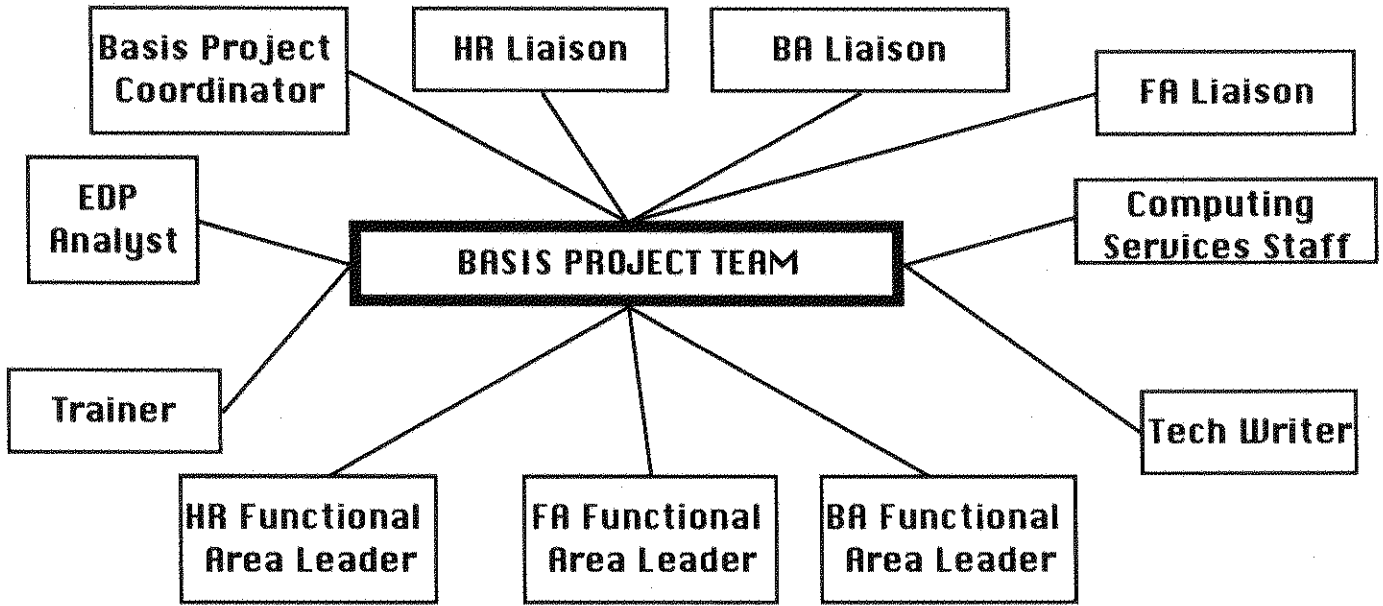 Basis Project
Coordinator
HR Liaison
BA Liaison
FA Liaison
EDP
Analyst
BASIS PROJECT TEAM
Computing
Services Staff
Trainer
Tech Writer
HR Functional
Area Leader
FA Functional
Area Leader
BA Functional
Area Leader